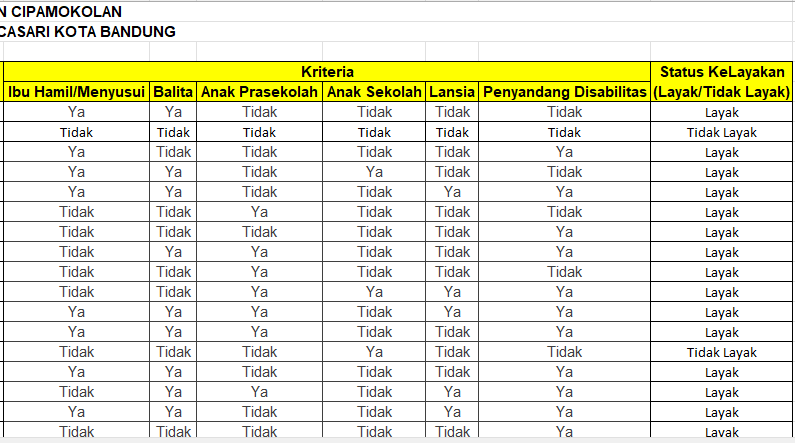 N CIPAMOKOLAN
CASARI KOTA BANDUNG
Kriteria Status KeLayakan
Ibu Hamil/Menyusui Balita Anak Prasekolah Anak Sekolah Lansia Penyandang Disabilitas (Layak/Tidak Layak)
Ya Ya Tidak Tidak Tidak Tidak Layak
Tidak Tidak Tidak Tidak Tidak Tidak Tidak Layak
Ya Tidak Tidak Tidak Tidak Ya Layak
Ya Ya Tidak Ya Tidak Tidak Layak
Ya Ya Tidak Tidak Ya Ya Layak
Tidak Tidak Ya Tidak Tidak Tidak Layak
Tidak Tidak Tidak Tidak Tidak Ya Layak
Tidak Ya Ya Tidak Tidak Ya Layak
Tidak Tidak Ya Tidak Tidak Tidak Layak
Tidak Tidak Ya Ya Ya Ya Layak
Ya Ya Ya Tidak Ya Ya Layak
Ya Ya Ya Tidak Tidak Ya Layak
Tidak Tidak Tidak Ya Tidak Tidak Tidak Layak
Ya Ya Tidak Tidak Tidak Ya Layak
Tidak Ya Ya Tidak Ya Ya Layak
Ya Ya Tidak Tidak Ya Ya Layak
Tidak Tidak Tidak Tidak Tidak Ya Layak